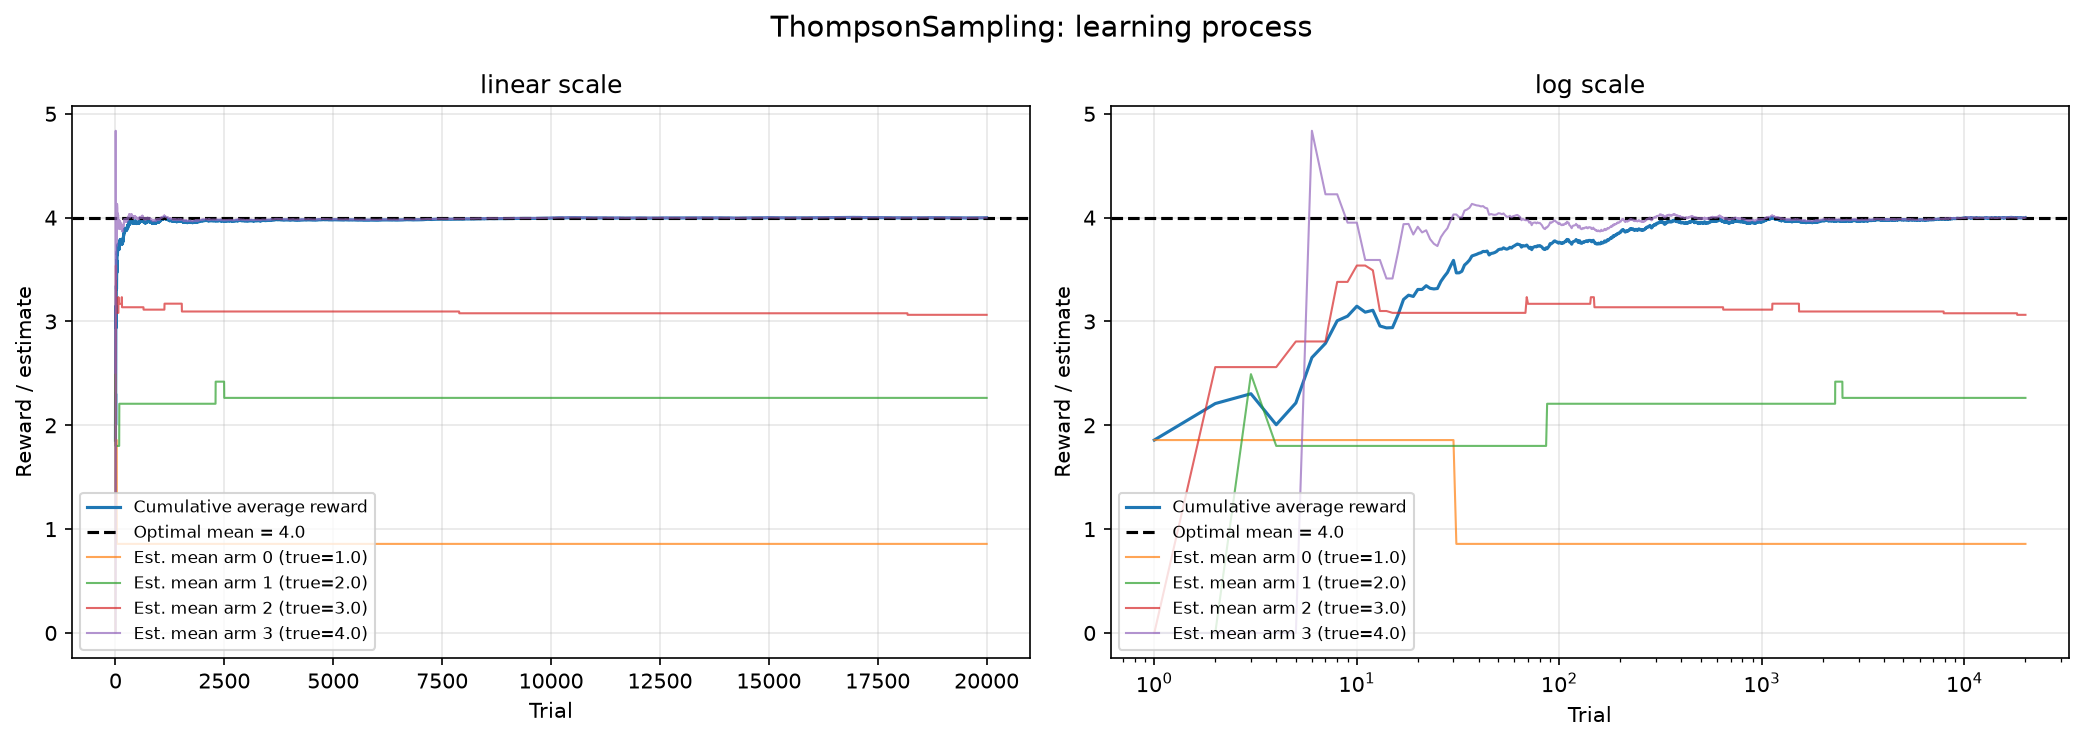 ThompsonSampling: learning process
linear scale
Reward / estimate
5
4
3
2
1
0
Cumulative average reward
Optimal mean = 4.0
Est. mean arm 0 (true=1.0)
Est. mean arm 1 (true=2.0)
Est. mean arm 2 (true=3.0)
Est. mean arm 3 (true=4.0)
0 2500 5000 7500 10000 12500 15000 17500 20000
Trial
log scale
Reward / estimate
5
4
3
2
1
0
Cumulative average reward
Optimal mean = 4.0
Est. mean arm 0 (true=1.0)
Est. mean arm 1 (true=2.0)
Est. mean arm 2 (true=3.0)
Est. mean arm 3 (true=4.0)
10⁰ 10¹ 10² 10³ 10⁴
Trial